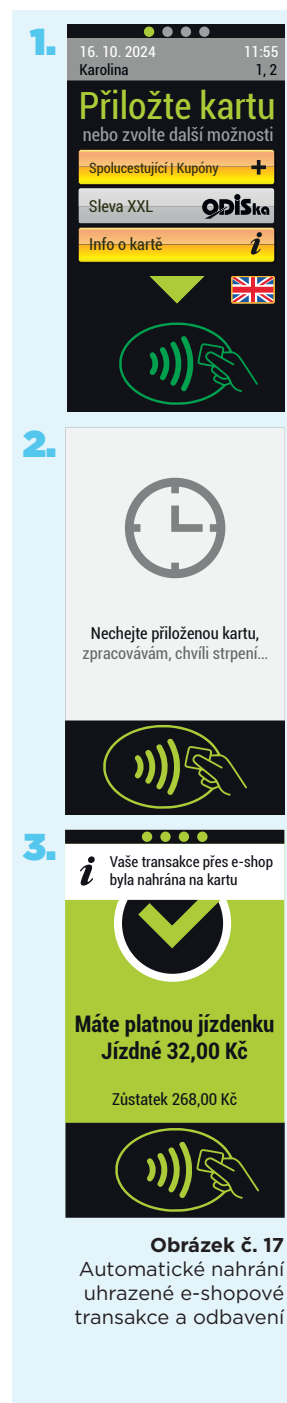 1.
16. 10. 2024 11:55
Karolina 1, 2
Přiložte kartu
nebo zvolte další možnosti
Spolucestující | Kupóny +
Sleva XXL ODISka
Info o kartě i
2.
Nechejte přiloženou kartu,
zpracovávám, chvíli strpení...
3.
i Vaše transakce přes e-shop
byla nahrána na kartu
Máte platnou jízdenku
Jízdné 32,00 Kč
Zůstatek 268,00 Kč
Obrázek č. 17
Automatické nahrání
uhrazené e-shopové
transakce a odbavení